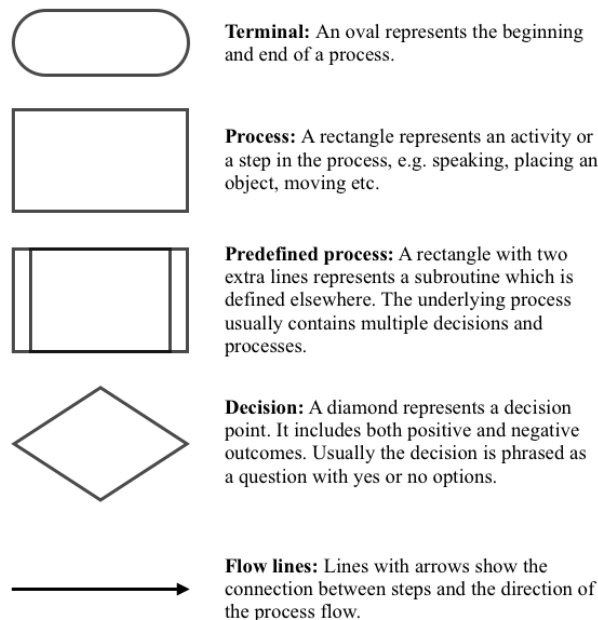 Terminal: An oval represents the beginning
and end of a process.
Process: A rectangle represents an activity or
a step in the process, e.g. speaking, placing an
object, moving etc.
Predefined process: A rectangle with two
extra lines represents a subroutine which is
defined elsewhere. The underlying process
usually contains multiple decisions and
processes.
Decision: A diamond represents a decision
point. It includes both positive and negative
outcomes. Usually the decision is phrased as
a question with yes or no options.
Flow lines: Lines with arrows show the
connection between steps and the direction of
the process flow.